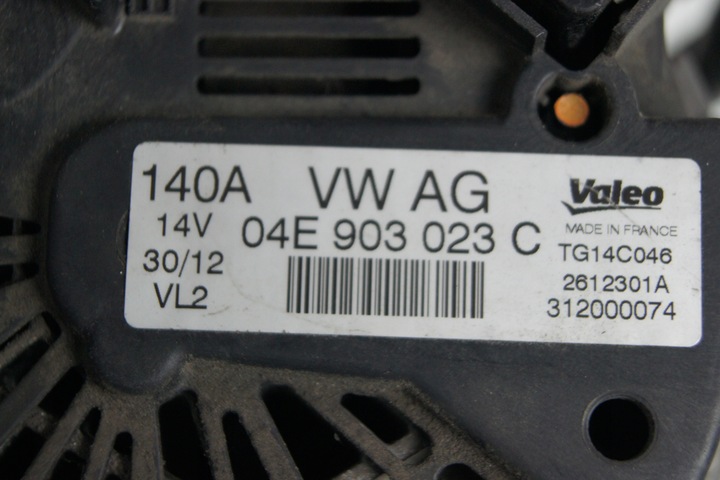 140A VW AG Valeo
MADE IN FRANCE
14V 04E 903 023 C TG14C046
30/12 2612301A
VL2 312000074